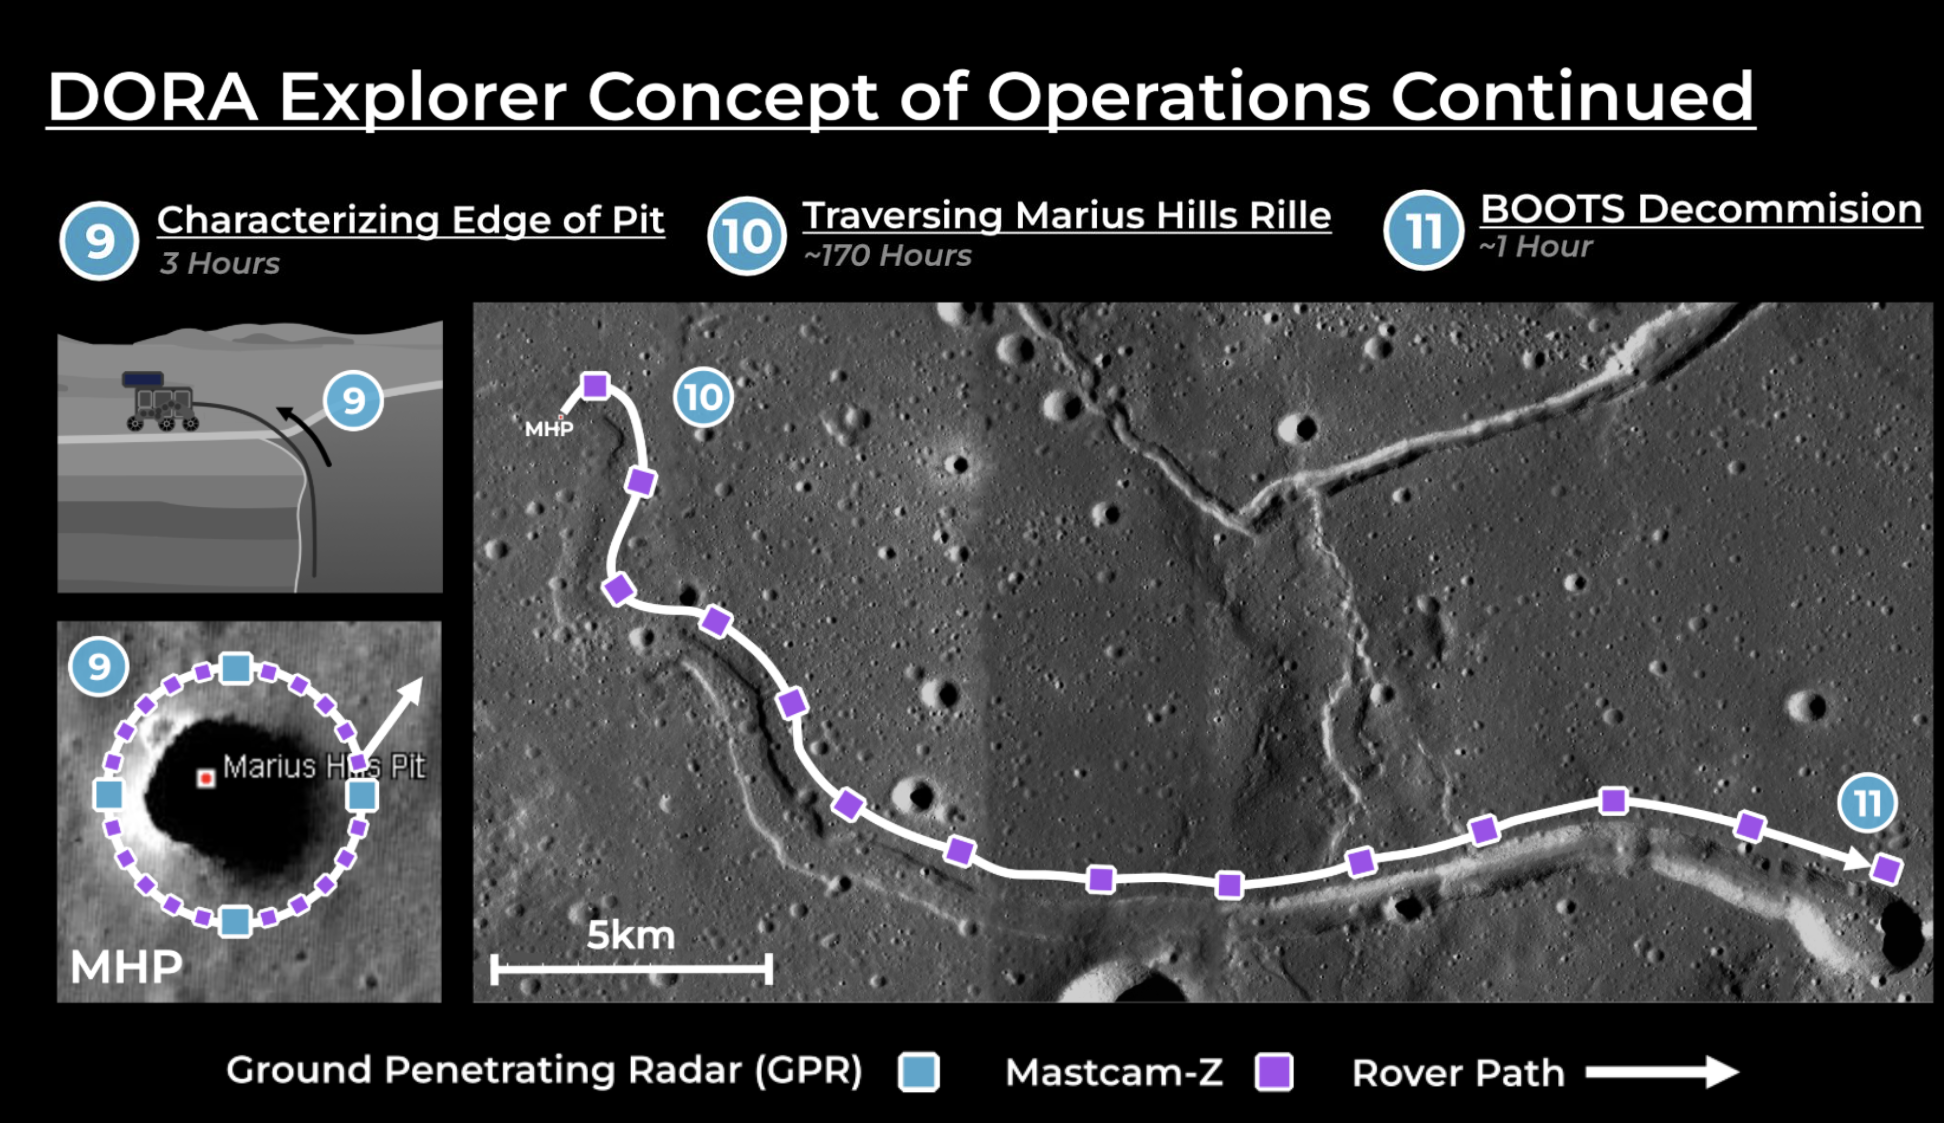 DORA Explorer Concept of Operations Continued
9
Characterizing Edge of Pit
3 Hours
10
Traversing Marius Hills Rille
~170 Hours
11
BOOTS Decommision
~1 Hour
9
10
MHP
9
Marius Hills Pit
MHP
11
5km
Ground Penetrating Radar (GPR)
Mastcam-Z
Rover Path